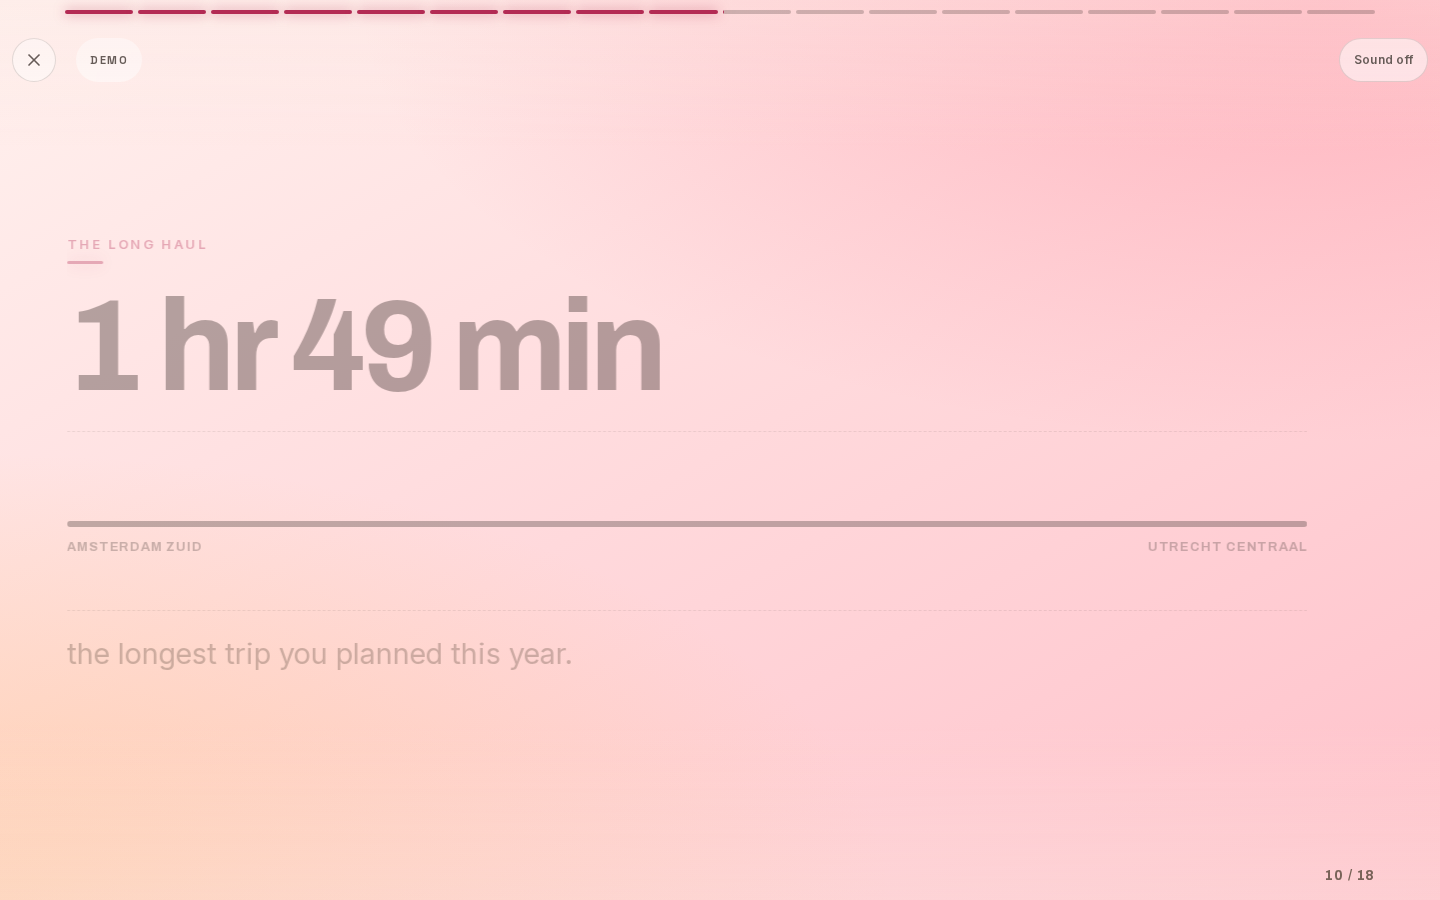 DEMO
Sound off
THE LONG HAUL
1 hr 49 min
AMSTERDAM ZUID
UTRECHT CENTRAAL
the longest trip you planned this year.
10 / 18